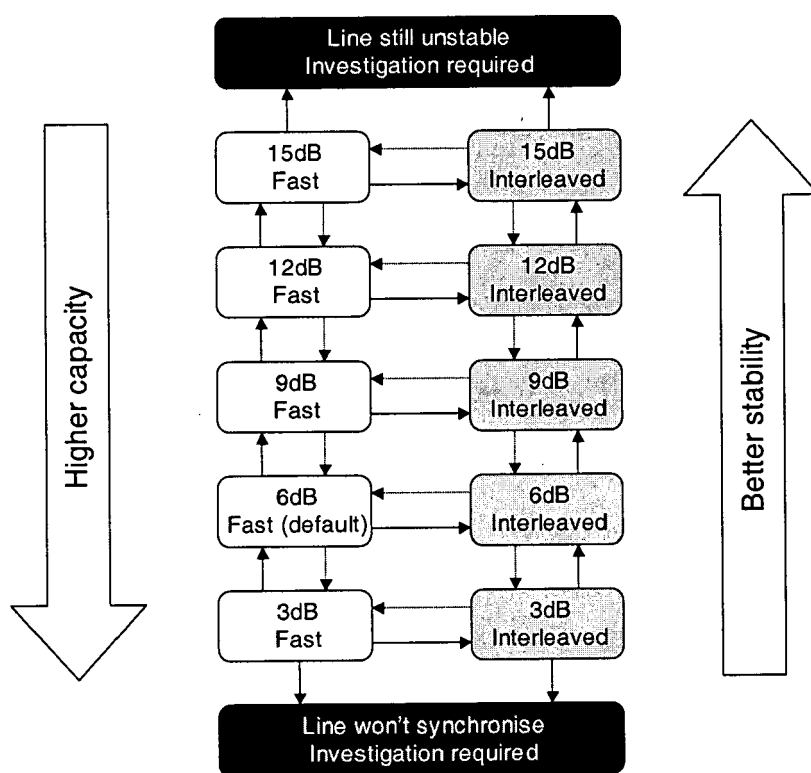 Line still unstable
Investigation required
15dB
Fast
15dB
Interleaved
12dB
Fast
12dB
Interleaved
9dB
Fast
9dB
Interleaved
6dB
Fast (default)
6dB
Interleaved
3dB
Fast
3dB
Interleaved
Line won't synchronise
Investigation required
Higher capacity
Better stability